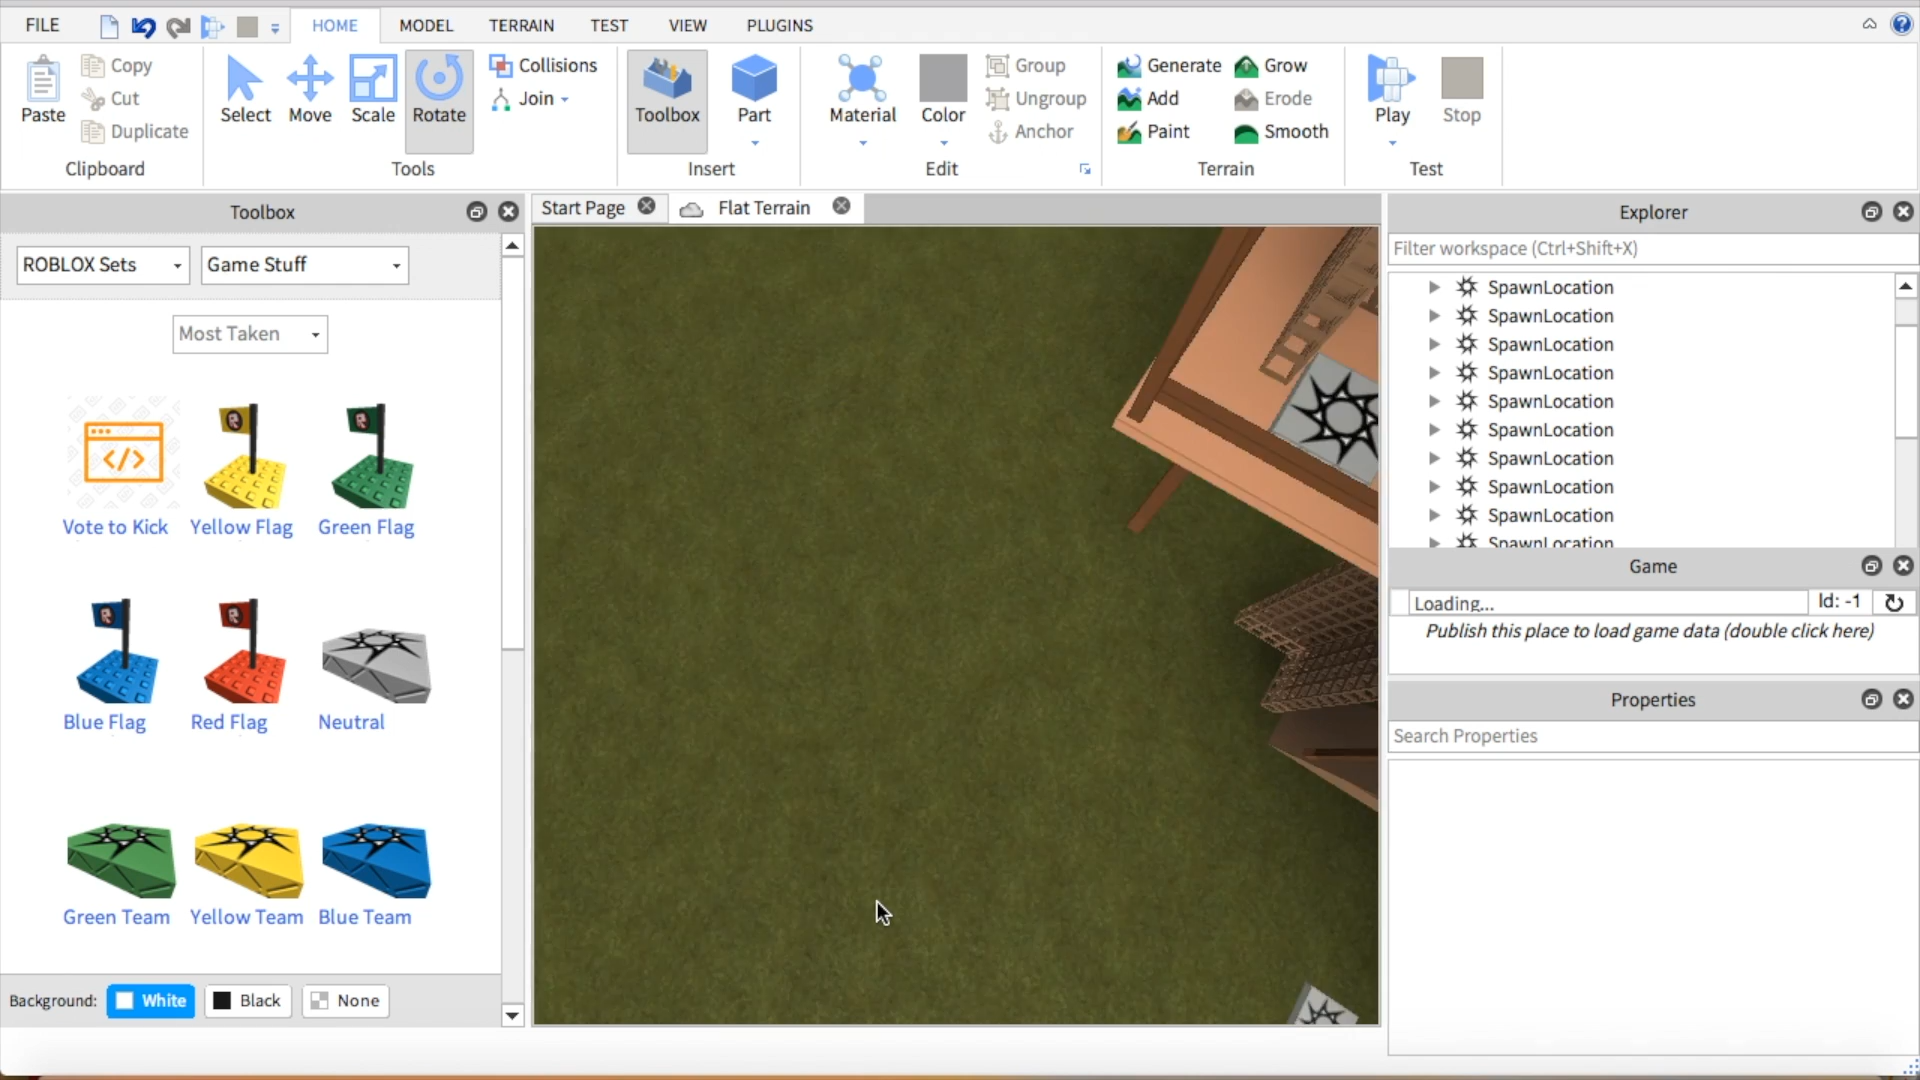 FILE
HOME
MODEL
TERRAIN
TEST
VIEW
PLUGINS
Paste
Copy
Cut
Duplicate
Clipboard
Select
Move
Scale
Rotate
Collisions
Join
Tools
Toolbox
Part
Insert
Material
Color
Group
Ungroup
Anchor
Edit
Generate
Add
Paint
Grow
Erode
Smooth
Terrain
Play
Stop
Test
Toolbox
ROBLOX Sets
Game Stuff
Most Taken
Vote to Kick
Yellow Flag
Green Flag
Blue Flag
Red Flag
Neutral
Green Team
Yellow Team
Blue Team
Background:
White
Black
None
Start Page
Flat Terrain
Explorer
Filter workspace (Ctrl+Shift+X)
SpawnLocation
SpawnLocation
SpawnLocation
SpawnLocation
SpawnLocation
SpawnLocation
SpawnLocation
SpawnLocation
SpawnLocation
SpawnLocation
Game
Loading...
Id: -1
Publish this place to load game data (double click here)
Properties
Search Properties